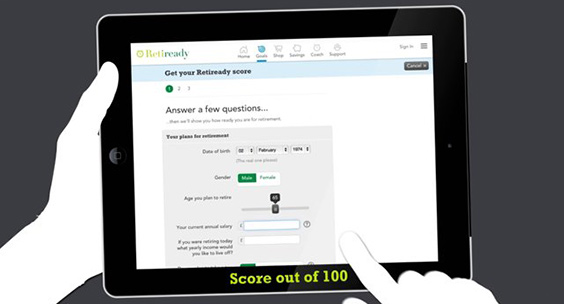 Retiready
Home Goals Shop Savings Coach Support
Sign in
Get your Retiready score
Cancel x
1 2 3
Answer a few questions...
...then we'll show you how ready you are for retirement.
Your plans for retirement
Date of birth 02 February 1974
(The real one please)
Gender Male Female
Age you plan to retire 65
Your current annual salary £ ?
If you were retiring today £ ?
what yearly income would
you like to live off?
Score out of 100